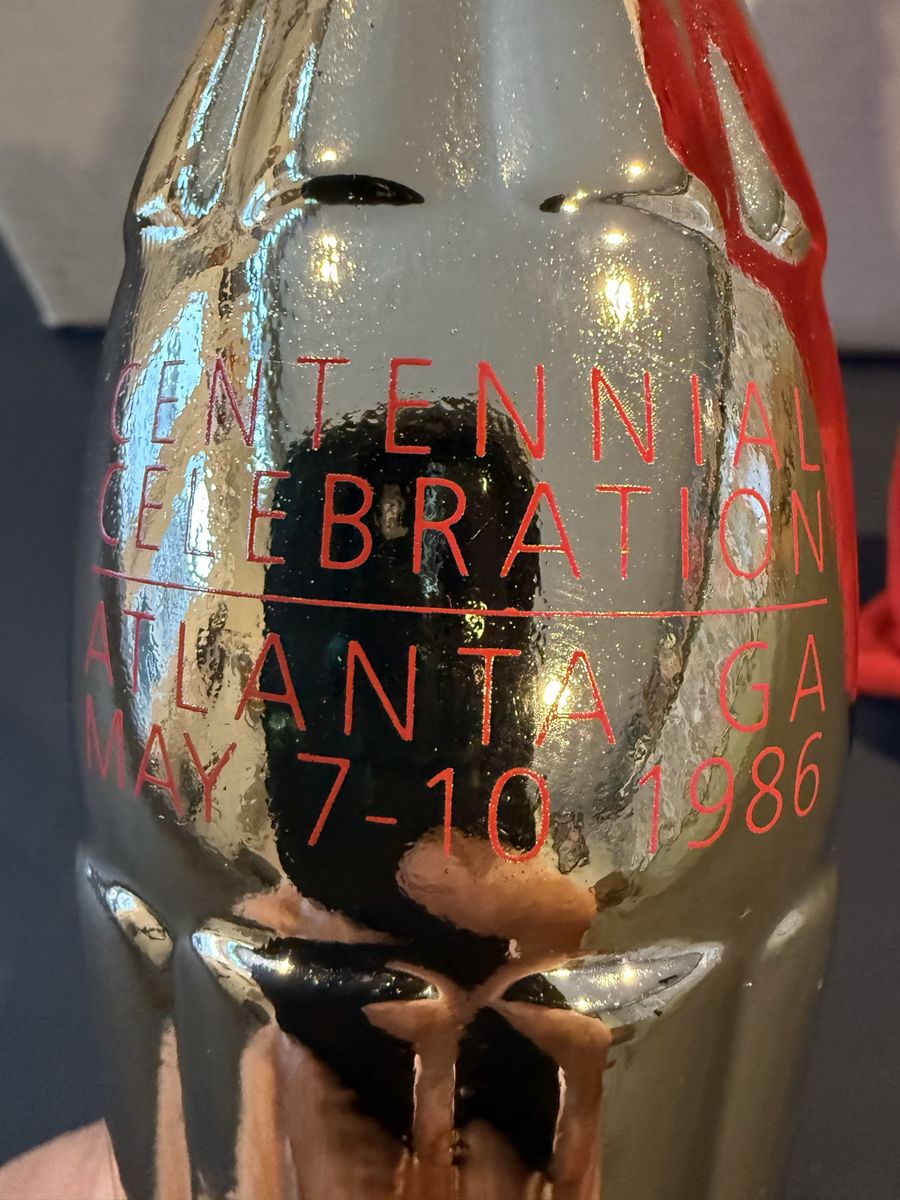 CENTENNIAL
CELEBRATION
ATLANTA GA
MAY 7-10 1986